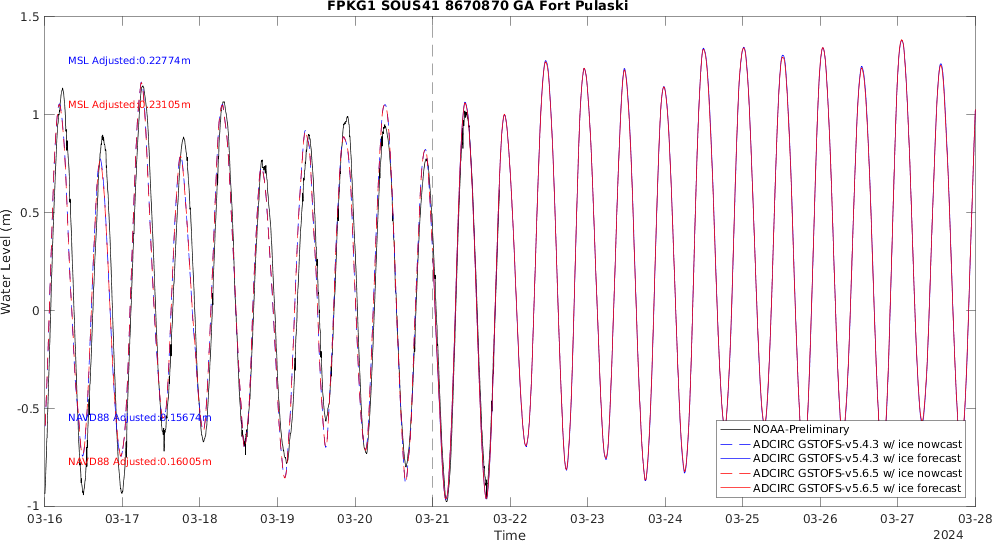 FPKG1 SOUS41 8670870 GA Fort Pulaski
1.5
1
0.5
0
-0.5
-1
Water Level (m)
MSL Adjusted:0.22774m
MSL Adjusted:0.23105m
NAVD88 Adjusted:0.15674m
NAVD88 Adjusted:0.16005m
NOAA-Preliminary
ADCIRC GSTOFS-v5.4.3 w/ ice nowcast
ADCIRC GSTOFS-v5.4.3 w/ ice forecast
ADCIRC GSTOFS-v5.6.5 w/ ice nowcast
ADCIRC GSTOFS-v5.6.5 w/ ice forecast
03-16 03-17 03-18 03-19 03-20 03-21 03-22 03-23 03-24 03-25 03-26 03-27 03-28
Time
2024